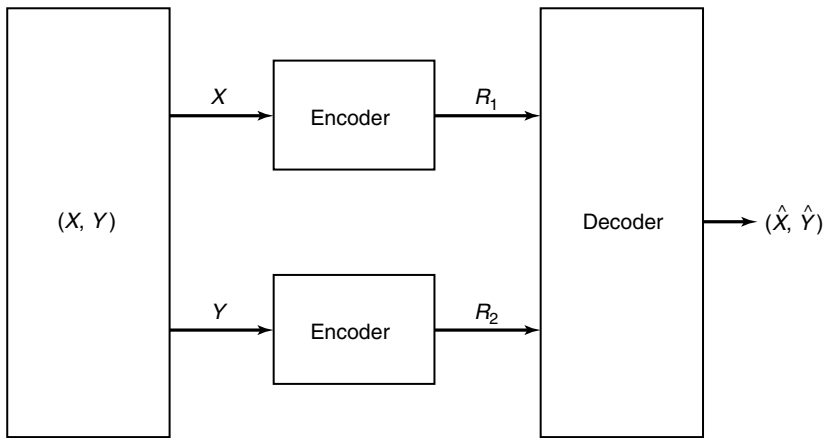 (X, Y)
X
Encoder
R₁
Y
Encoder
R₂
Decoder
(X̂, Ŷ)